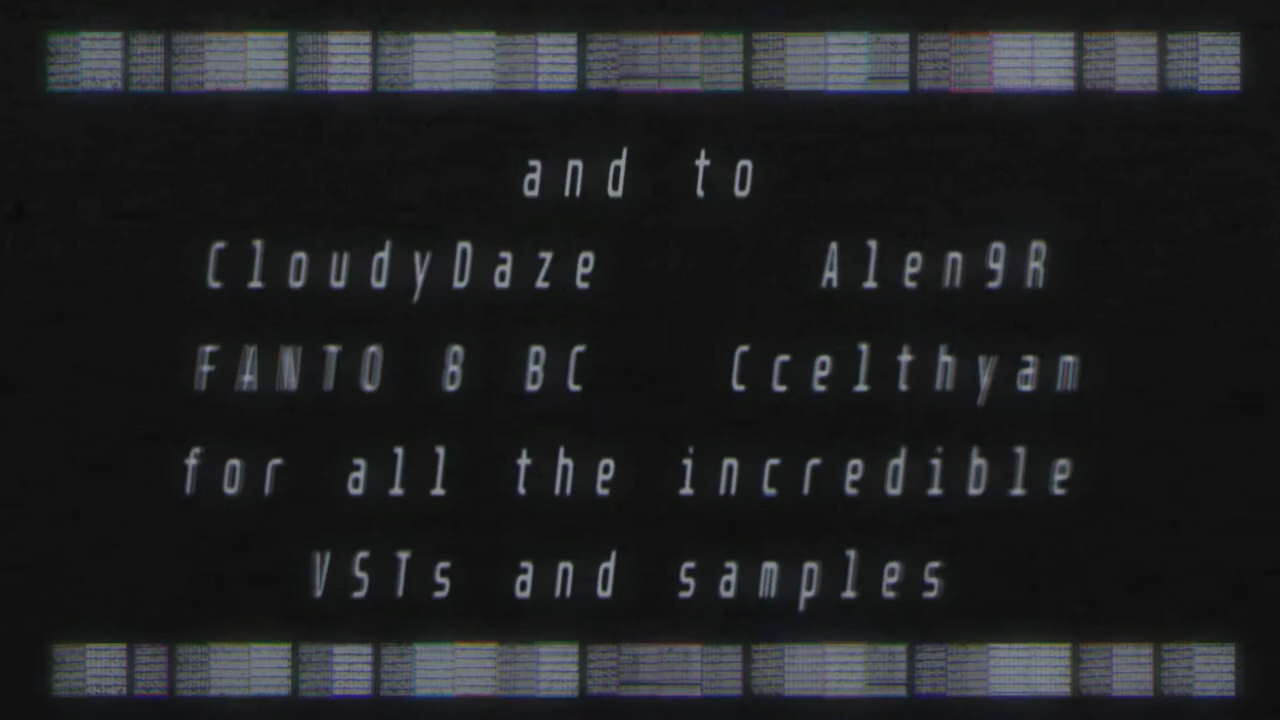 and to
CloudyDaze Alen9R
FANTO 8 BC Ccelthyam
for all the incredible
VSTs and samples